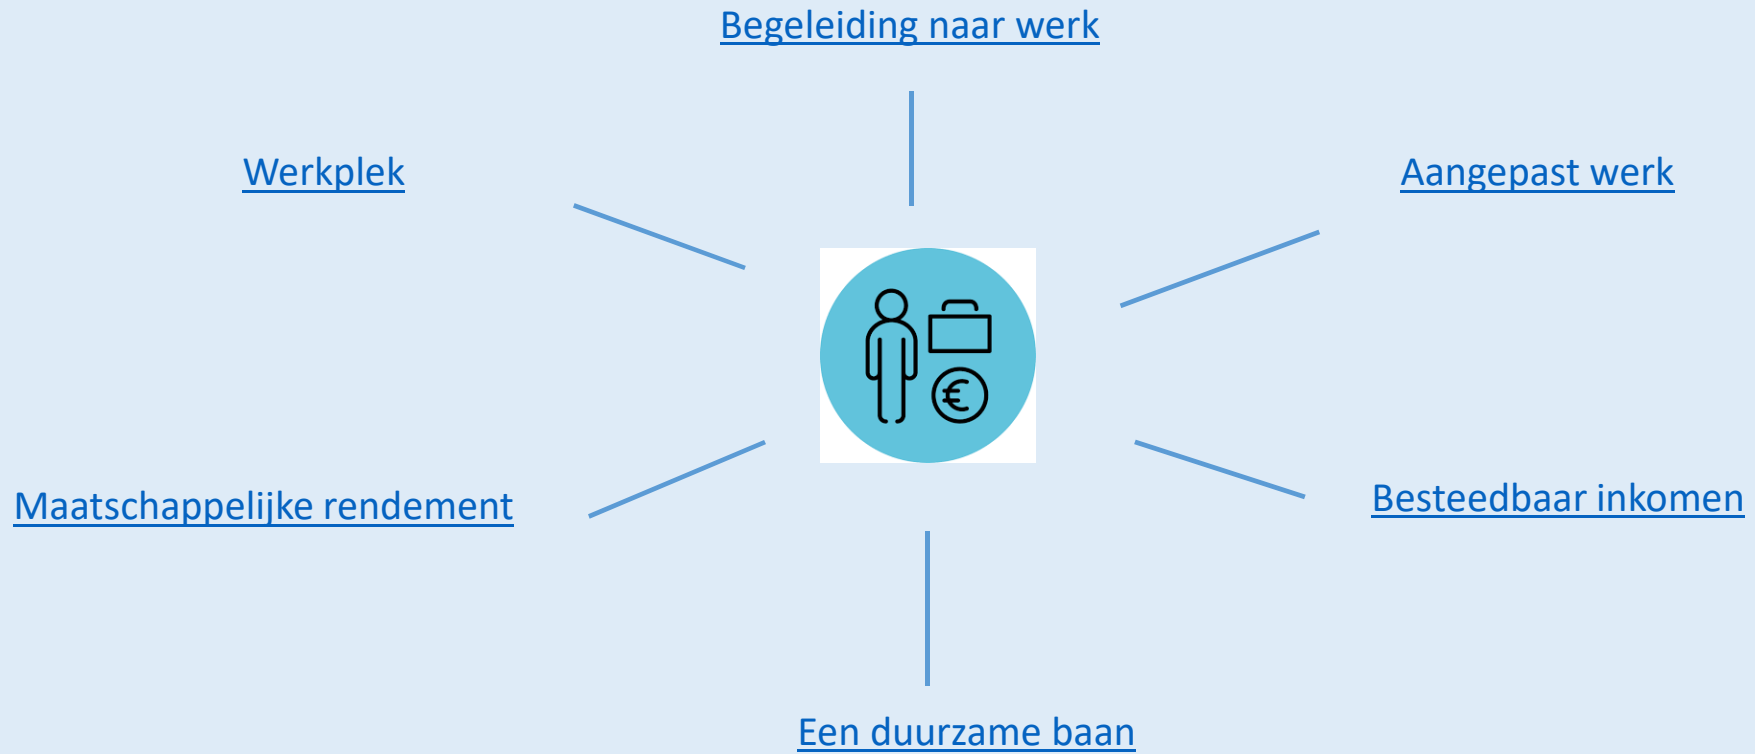 Begeleiding naar werk
Werkplek
Aangepast werk
€
Maatschappelijke rendement
Besteedbaar inkomen
Een duurzame baan